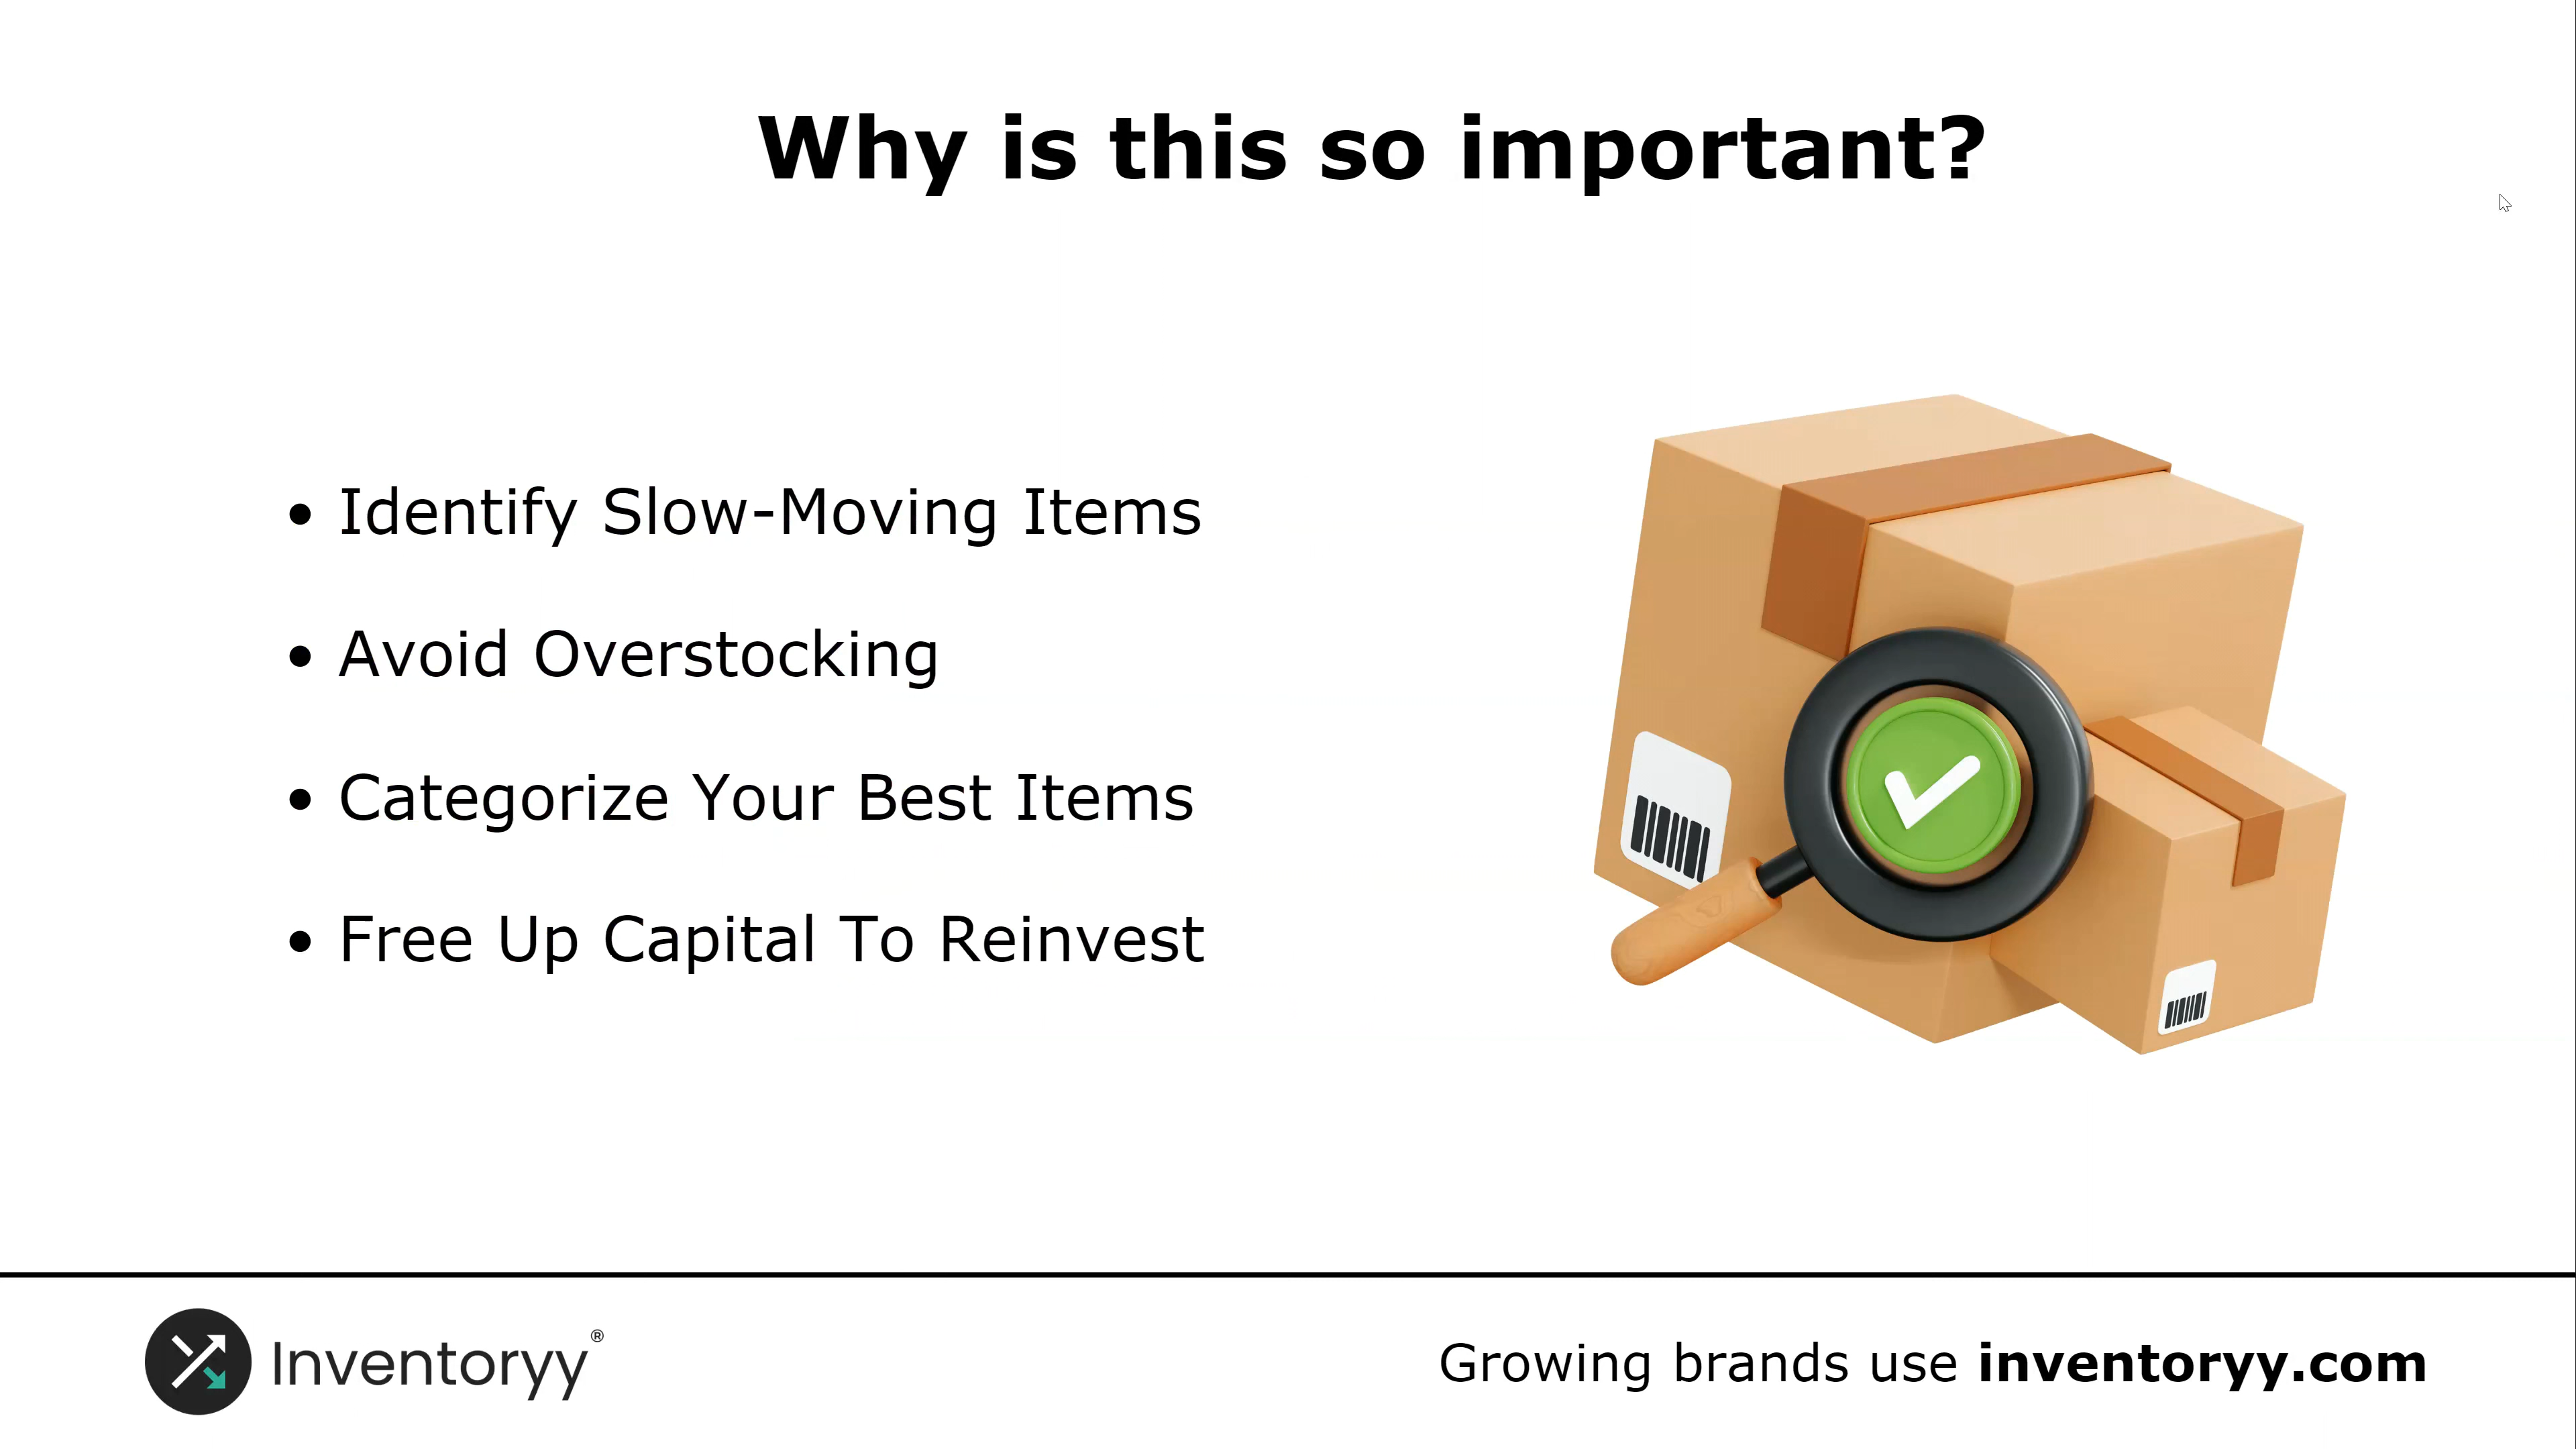 Why is this so important?
• Identify Slow-Moving Items
• Avoid Overstocking
• Categorize Your Best Items
• Free Up Capital To Reinvest
Inventoryy®
Growing brands use inventoryy.com